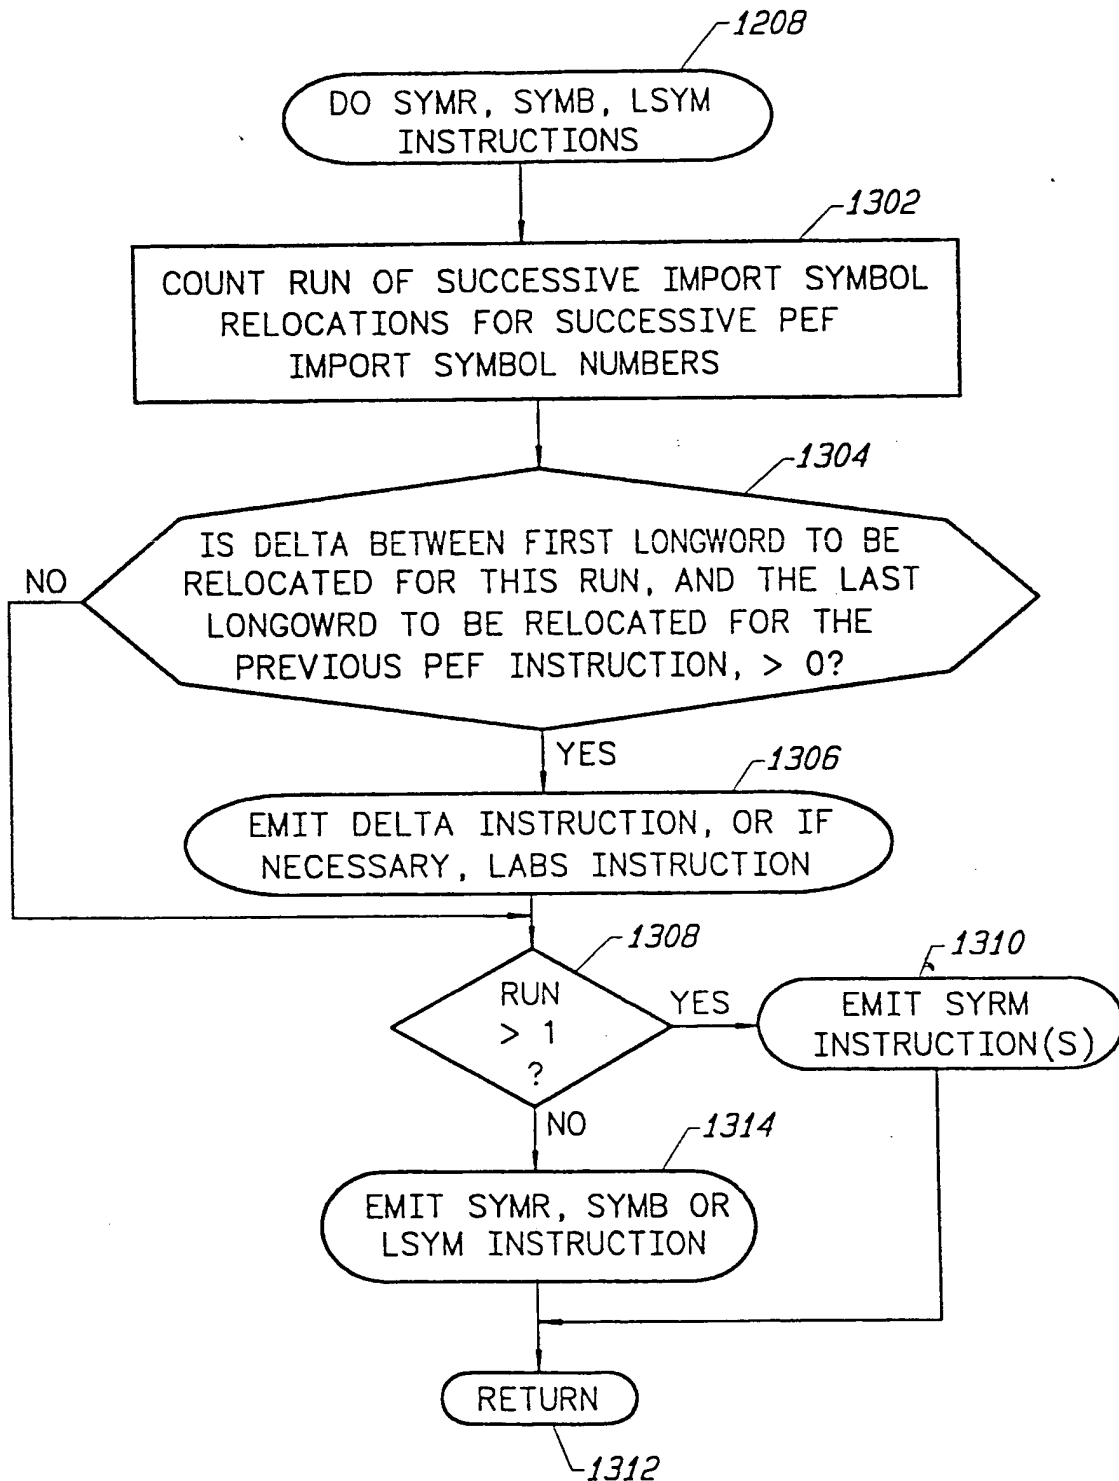 1208
DO SYMR, SYMB, LSYM
INSTRUCTIONS
1302
COUNT RUN OF SUCCESSIVE IMPORT SYMBOL
RELOCATIONS FOR SUCCESSIVE PEF
IMPORT SYMBOL NUMBERS
1304
IS DELTA BETWEEN FIRST LONGWORD TO BE
RELOCATED FOR THIS RUN, AND THE LAST
LONGOWRD TO BE RELOCATED FOR THE
PREVIOUS PEF INSTRUCTION, > 0?
NO
YES
1306
EMIT DELTA INSTRUCTION, OR IF
NECESSARY, LABS INSTRUCTION
1308
RUN
> 1
?
YES
1310
EMIT SYRM
INSTRUCTION(S)
NO
1314
EMIT SYMR, SYMB OR
LSYM INSTRUCTION
RETURN
1312